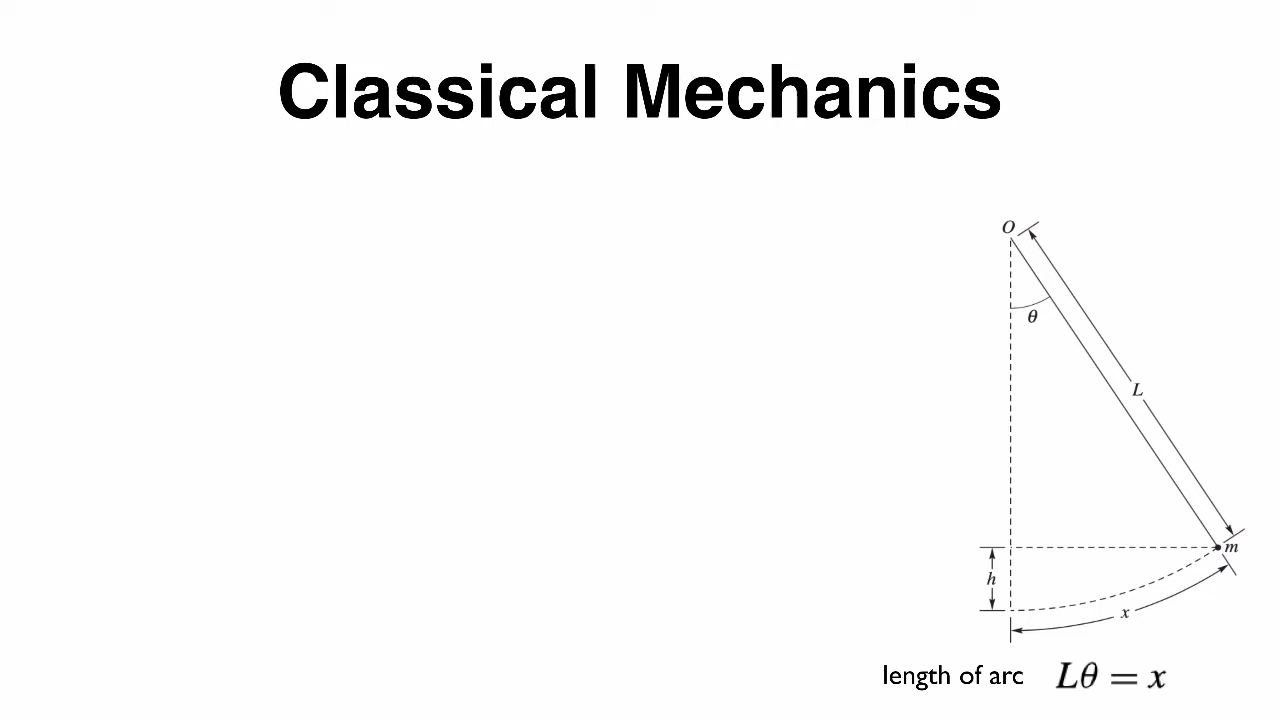 Classical Mechanics
O
θ
L
m
h
x
length of arc Lθ = x